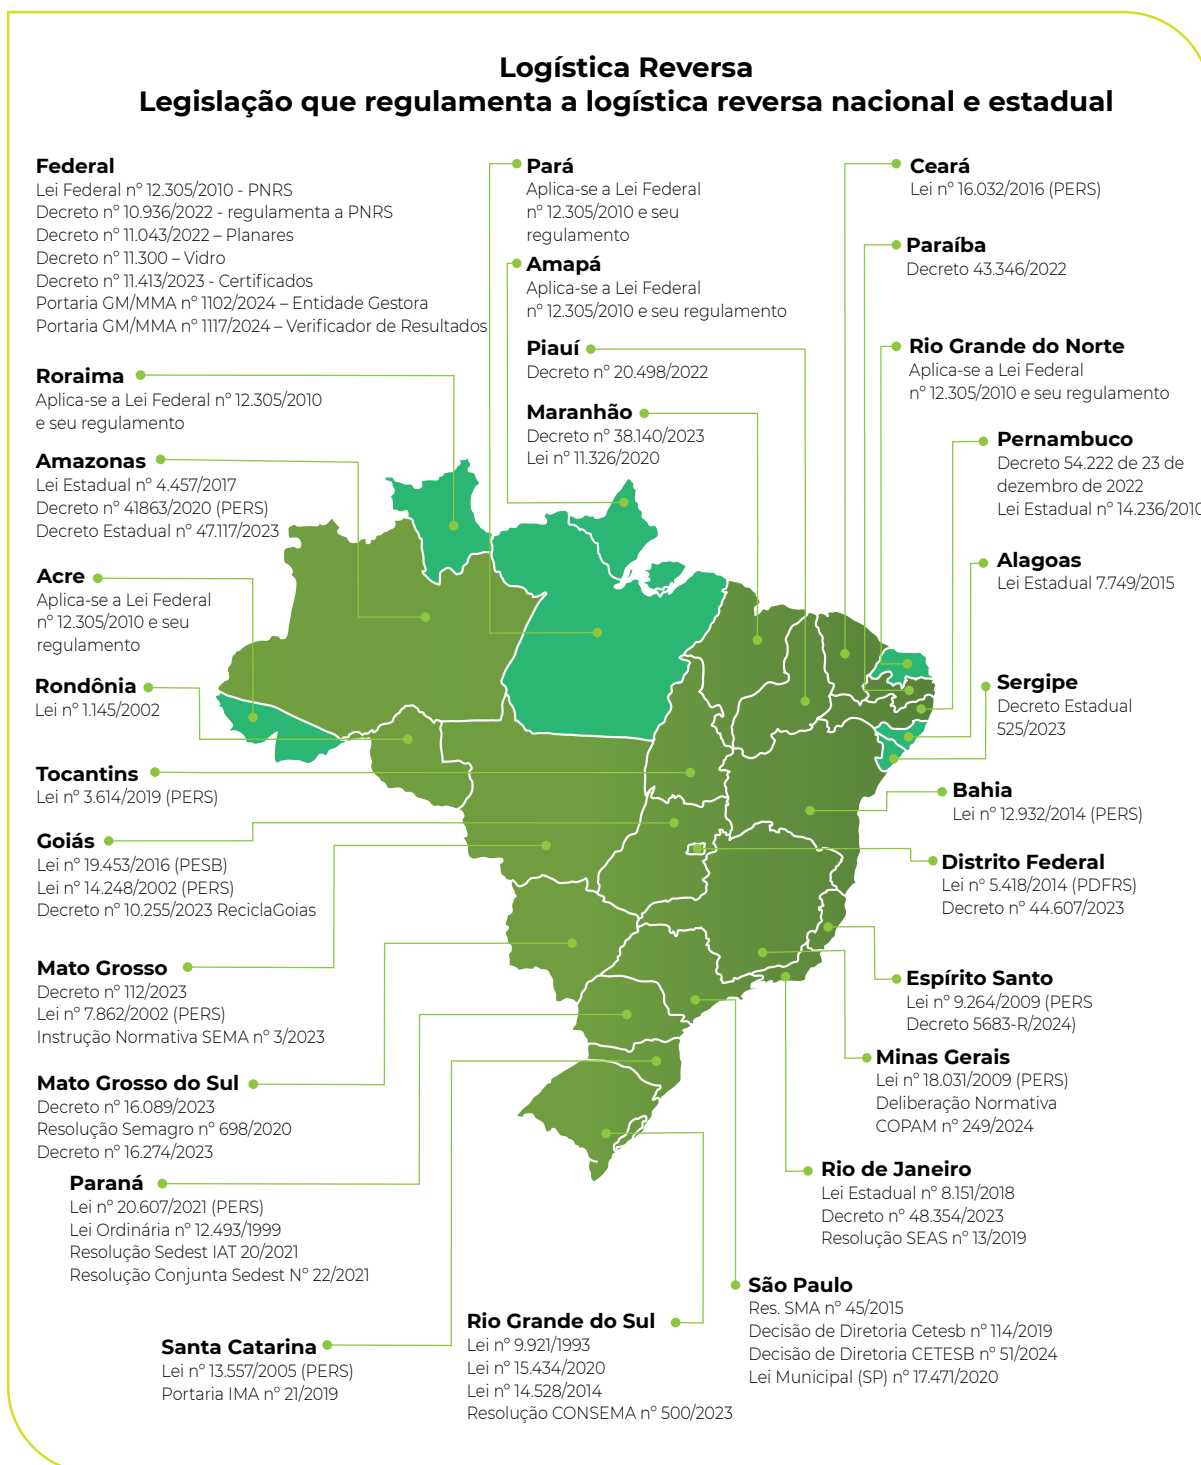 Logística Reversa
Legislação que regulamenta a logística reversa nacional e estadual
Federal
Lei Federal nº 12.305/2010 - PNRS
Decreto nº 10.936/2022 - regulamenta a PNRS
Decreto nº 11.043/2022 – Planares
Decreto nº 11.300 – Vidro
Decreto nº 11.413/2023 - Certificados
Portaria GM/MMA nº 1102/2024 – Entidade Gestora
Portaria GM/MMA nº 1117/2024 – Verificador de Resultados
Roraima
Aplica-se a Lei Federal nº 12.305/2010
e seu regulamento
Amazonas
Lei Estadual nº 4.457/2017
Decreto nº 41863/2020 (PERS)
Decreto Estadual nº 47.117/2023
Acre
Aplica-se a Lei Federal
nº 12.305/2010 e seu
regulamento
Rondônia
Lei nº 1.145/2002
Tocantins
Lei nº 3.614/2019 (PERS)
Goiás
Lei nº 19.453/2016 (PESB)
Lei nº 14.248/2002 (PERS)
Decreto nº 10.255/2023 ReciclaGoias
Mato Grosso
Decreto nº 112/2023
Lei nº 7.862/2002 (PERS)
Instrução Normativa SEMA nº 3/2023
Mato Grosso do Sul
Decreto nº 16.089/2023
Resolução Semagro nº 698/2020
Decreto nº 16.274/2023
Paraná
Lei nº 20.607/2021 (PERS)
Lei Ordinária nº 12.493/1999
Resolução Sedest IAT 20/2021
Resolução Conjunta Sedest Nº 22/2021
Santa Catarina
Lei nº 13.557/2005 (PERS)
Portaria IMA nº 21/2019
Pará
Aplica-se a Lei Federal
nº 12.305/2010 e seu
regulamento
Amapá
Aplica-se a Lei Federal
nº 12.305/2010 e seu regulamento
Piauí
Decreto nº 20.498/2022
Maranhão
Decreto nº 38.140/2023
Lei nº 11.326/2020
Ceará
Lei nº 16.032/2016 (PERS)
Paraíba
Decreto 43.346/2022
Rio Grande do Norte
Aplica-se a Lei Federal
nº 12.305/2010 e seu regulamento
Pernambuco
Decreto 54.222 de 23 de
dezembro de 2022
Lei Estadual nº 14.236/2010
Alagoas
Lei Estadual 7.749/2015
Sergipe
Decreto Estadual
525/2023
Bahia
Lei nº 12.932/2014 (PERS)
Distrito Federal
Lei nº 5.418/2014 (PDFRS)
Decreto nº 44.607/2023
Espírito Santo
Lei nº 9.264/2009 (PERS
Decreto 5683-R/2024)
Minas Gerais
Lei nº 18.031/2009 (PERS)
Deliberação Normativa
COPAM nº 249/2024
Rio de Janeiro
Lei Estadual nº 8.151/2018
Decreto nº 48.354/2023
Resolução SEAS nº 13/2019
São Paulo
Res. SMA nº 45/2015
Decisão de Diretoria Cetesb nº 114/2019
Decisão de Diretoria CETESB nº 51/2024
Lei Municipal (SP) nº 17.471/2020
Rio Grande do Sul
Lei nº 9.921/1993
Lei nº 15.434/2020
Lei nº 14.528/2014
Resolução CONSEMA nº 500/2023